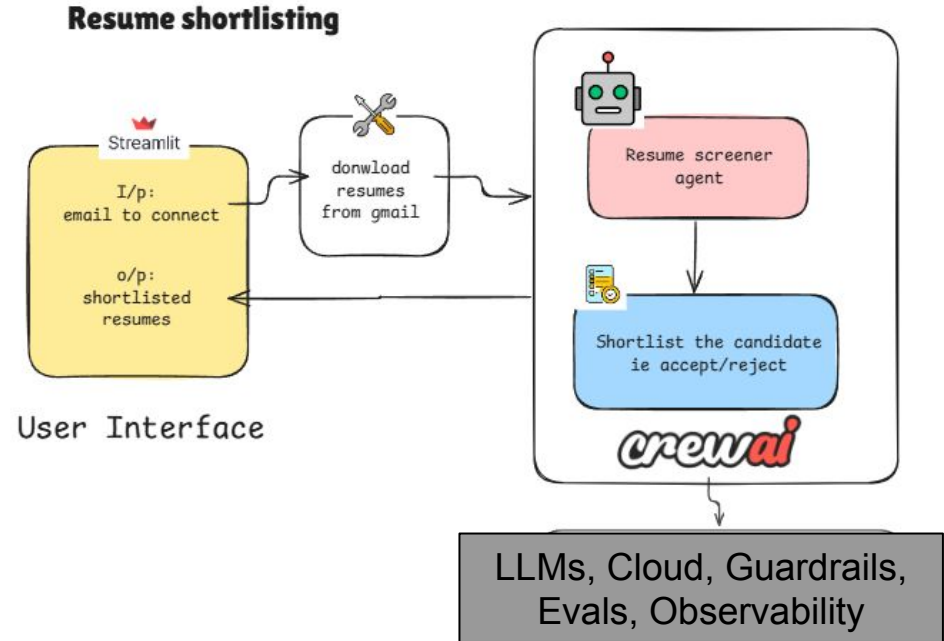 Resume shortlisting
Streamlit
I/p:
email to connect
o/p:
shortlisted
resumes
User Interface
donwload
resumes
from gmail
Resume screener
agent
Shortlist the candidate
ie accept/reject
crewai
LLMs, Cloud, Guardrails,
Evals, Observability